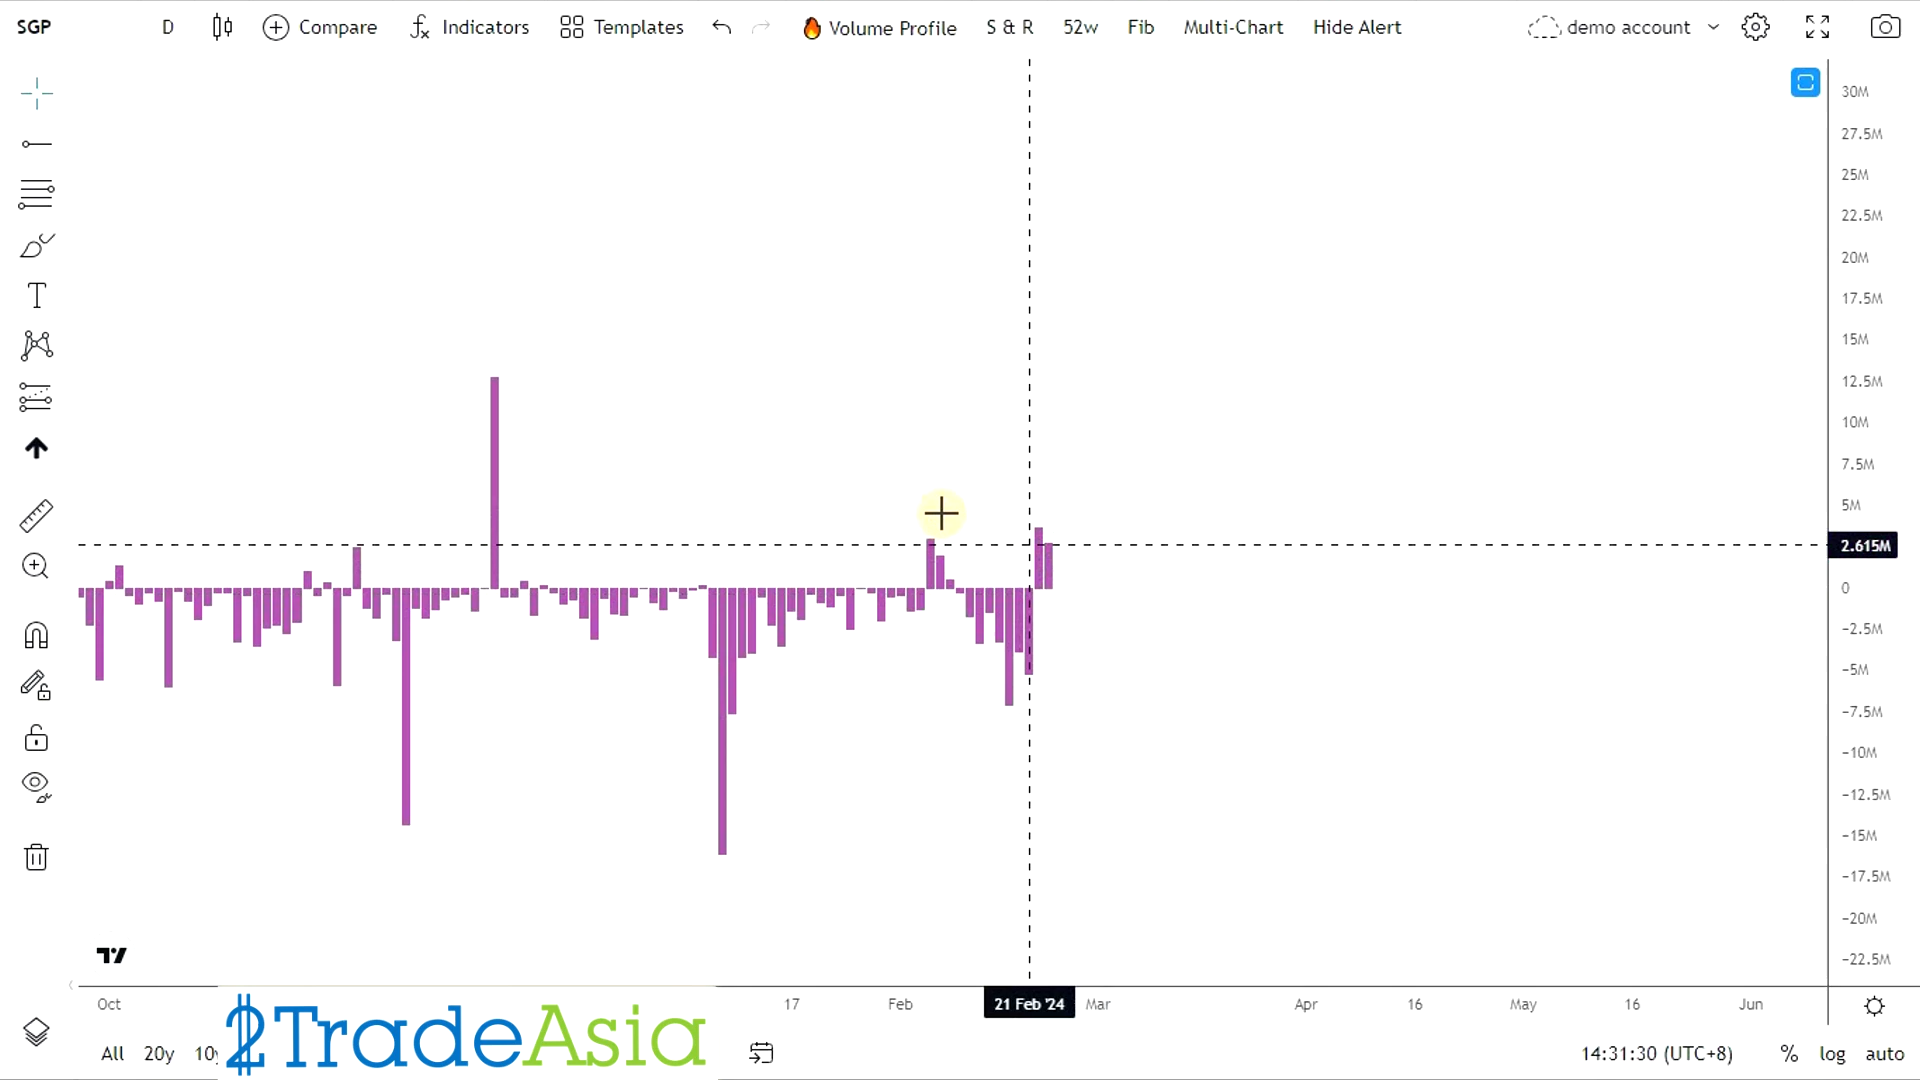 SGP D Compare Indicators Templates Volume Profile S & R 52w Fib Multi-Chart Hide Alert demo account
30M
27.5M
25M
22.5M
20M
17.5M
15M
12.5M
10M
7.5M
5M
2.615M
0
−2.5M
−5M
−7.5M
−10M
−12.5M
−15M
−17.5M
−20M
−22.5M
Oct 17 Feb 21 Feb '24 Mar Apr 16 May 16 Jun
2TradeAsia
All 20y 10y 14:31:30 (UTC+8) % log auto